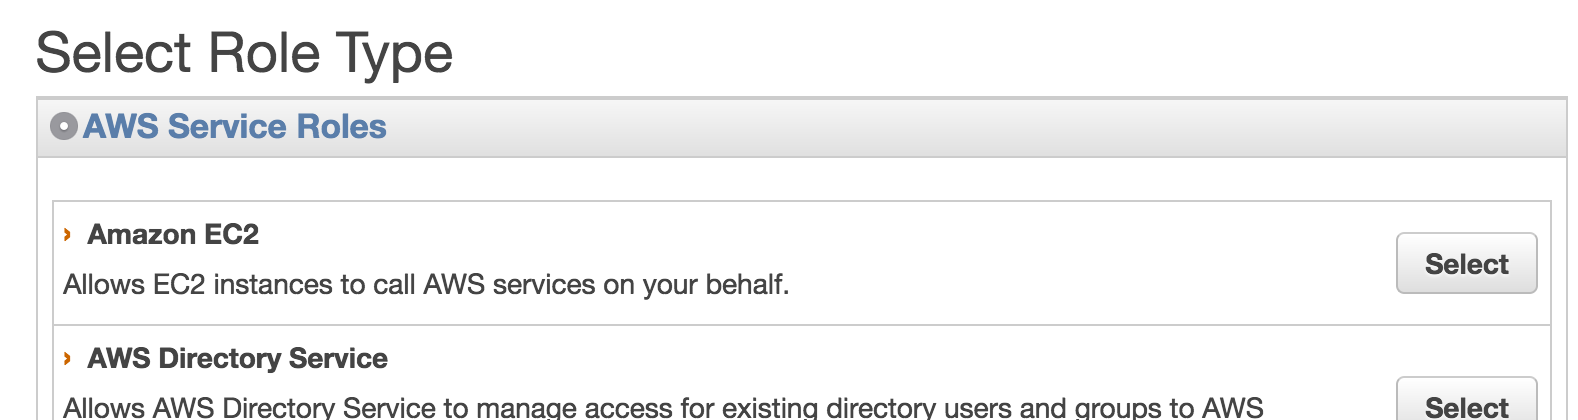 Select Role Type
AWS Service Roles
Amazon EC2
Allows EC2 instances to call AWS services on your behalf.
Select
AWS Directory Service
Allows AWS Directory Service to manage access for existing directory users and groups to AWS
Select